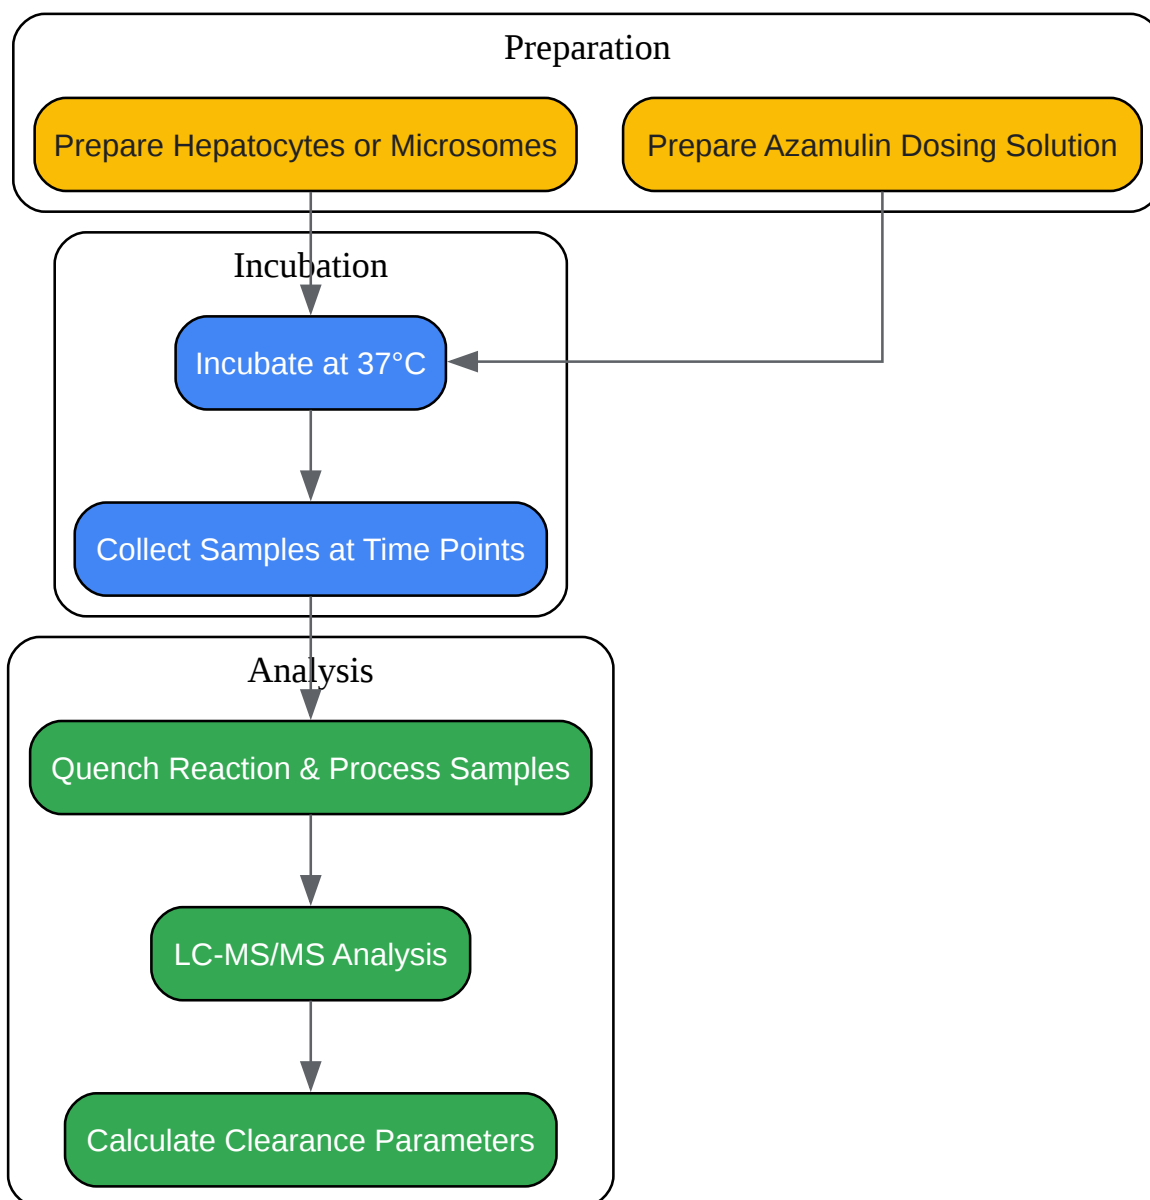 Preparation
Prepare Hepatocytes or Microsomes
Prepare Azamulin Dosing Solution
Incubation
Incubate at 37°C
Collect Samples at Time Points
Analysis
Quench Reaction & Process Samples
LC-MS/MS Analysis
Calculate Clearance Parameters